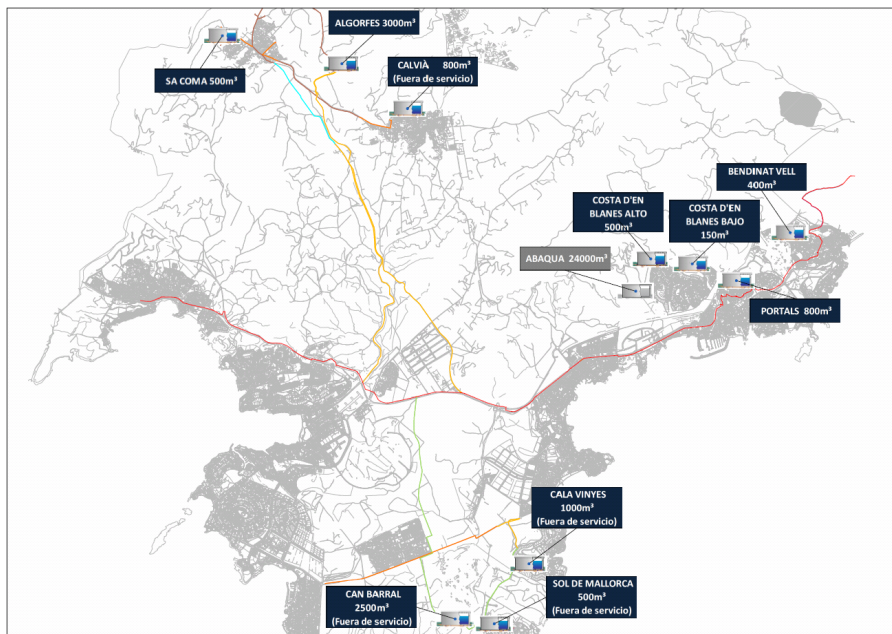 ALGORFES 3000m³
SA COMA 500m³
CALVIÀ 800m³
(Fuera de servicio)
BENDINAT VELL
400m³
COSTA D'EN
BLANES ALTO
500m³
COSTA D'EN
BLANES BAJO
150m³
ABAQUA 24000m³
PORTALS 800m³
CALA VINYES
1000m³
(Fuera de servicio)
SOL DE MALLORCA
500m³
(Fuera de servicio)
CAN BARRAL
2500m³
(Fuera de servicio)